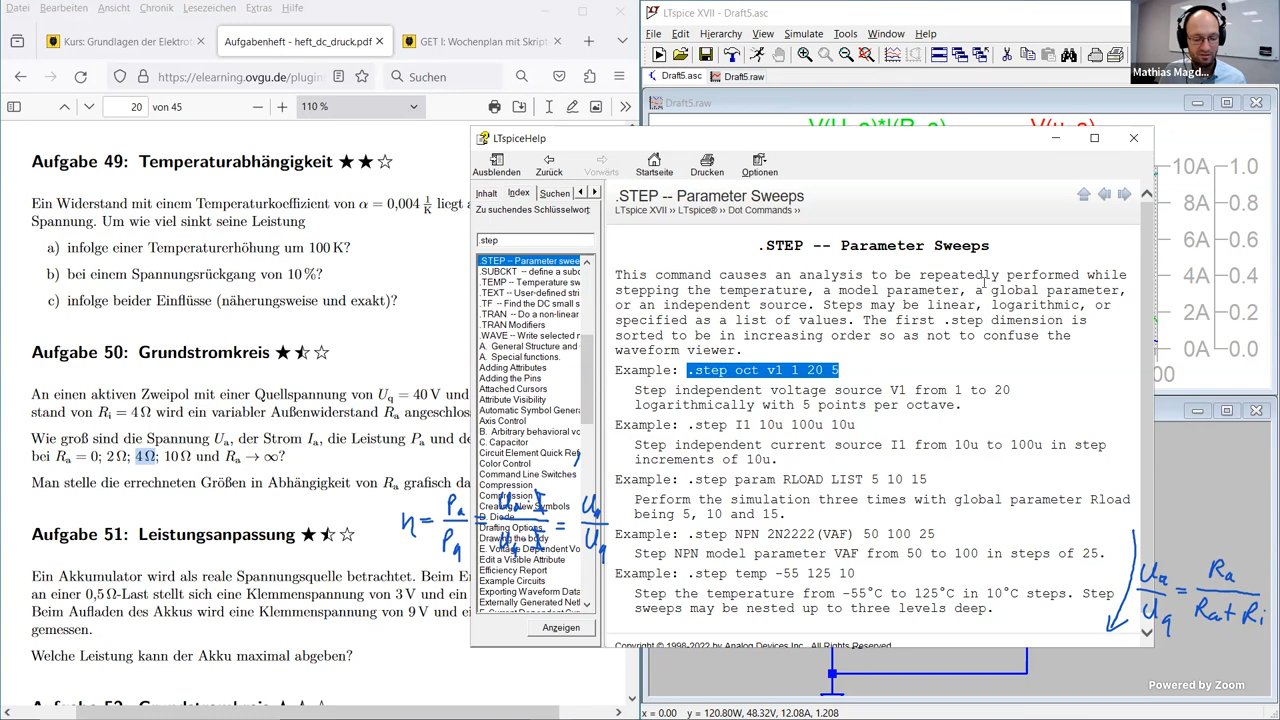 Datei Bearbeiten Ansicht Chronik Lesezeichen Extras Hilfe
Kurs: Grundlagen der Elektrot
Aufgabenheft - heft_dc_druck.pdf
GET I: Wochenplan mit Skript
https://elearning.ovgu.de/plugin
Suchen
20 von 45
110 %
Aufgabe 49: Temperaturabhängigkeit ★★☆
Ein Widerstand mit einem Temperaturkoeffizient von α = 0,004 1/K liegt a
Spannung. Um wie viel sinkt seine Leistung
a) infolge einer Temperaturerhöhung um 100 K?
b) bei einem Spannungsrückgang von 10 %?
c) infolge beider Einflüsse (näherungsweise und exakt)?
Aufgabe 50: Grundstromkreis
An einen aktiven Zweipol mit einer Quellspannung von Uq = 40 V und
stand von Ri = 4 Ω wird ein variabler Außenwiderstand Ra angeschlos
Wie groß sind die Spannung Ua, der Strom Ia, die Leistung Pa und de
bei Ra = 0; 2 Ω; 4 Ω; 10 Ω und Ra → ∞?
Man stelle die errechneten Größen in Abhängigkeit von Ra grafisch da
Aufgabe 51: Leistungsanpassung
Ein Akkumulator wird als reale Spannungsquelle betrachtet. Beim En
an einer 0,5 Ω-Last stellt sich eine Klemmenspannung von 3 V und ein
Beim Aufladen des Akkus wird eine Klemmenspannung von 9 V und ei
gemessen.
Welche Leistung kann der Akku maximal abgeben?
η = Pa/Pq = Ua·I/Uq·I = Ua/Uq
LTspice XVII - Draft5.asc
File Edit Hierarchy View Simulate Tools Window Help
Draft5.asc Draft5.raw
Mathias Magd...
Draft5.raw
10A 1.0
8A 0.8
6A 0.6
4A 0.4
2A 0.2
0A 0.0
LTspiceHelp
Ausblenden Zurück Vorwärts Startseite Drucken Optionen
Inhalt Index Suchen
Zu suchendes Schlüsselwort:
.step
.STEP -- Parameter swee
.SUBCKT -- define a subc
.TEMP -- Temperature sw
.TEXT -- User-defined stri
.TF -- Find the DC small s
.TRAN -- Do a non-linear
.TRAN Modifiers
.WAVE -- Write selected n
A. General Structure and
A. Special functions.
Adding Attributes
Adding the Pins
Attached Cursors
Attribute Visibility
Automatic Symbol Genera
Axis Control
B. Arbitrary behavioral vo
C. Capacitor
Circuit Element Quick Ref
Color Control
Command Line Switches
Compression
Compression
Creating New Symbols
D. Diode
Drafting Options
Drawing the body
E. Voltage Dependent Vo
Edit a Visible Attribute
Efficiency Report
Example Circuits
Exporting Waveform Data
Externally Generated Netl
Anzeigen
.STEP -- Parameter Sweeps
LTspice XVII ›› LTspice® ›› Dot Commands ››
.STEP -- Parameter Sweeps
This command causes an analysis to be repeatedly performed while
stepping the temperature, a model parameter, a global parameter,
or an independent source. Steps may be linear, logarithmic, or
specified as a list of values. The first .step dimension is
sorted to be in increasing order so as not to confuse the
waveform viewer.
Example: .step oct v1 1 20 5
Step independent voltage source V1 from 1 to 20
logarithmically with 5 points per octave.
Example: .step I1 10u 100u 10u
Step independent current source I1 from 10u to 100u in step
increments of 10u.
Example: .step param RLOAD LIST 5 10 15
Perform the simulation three times with global parameter Rload
being 5, 10 and 15.
Example: .step NPN 2N2222(VAF) 50 100 25
Step NPN model parameter VAF from 50 to 100 in steps of 25.
Example: .step temp -55 125 10
Step the temperature from -55°C to 125°C in 10°C steps. Step
sweeps may be nested up to three levels deep.
Copyright © 1998-2022 by Analog Devices Inc. All Rights Reserved.
Ua/Uq = Ra/(Ra+Ri)
Powered by Zoom
x = 0.00 y = 120.80W, 48.32V, 12.08A, 1.208